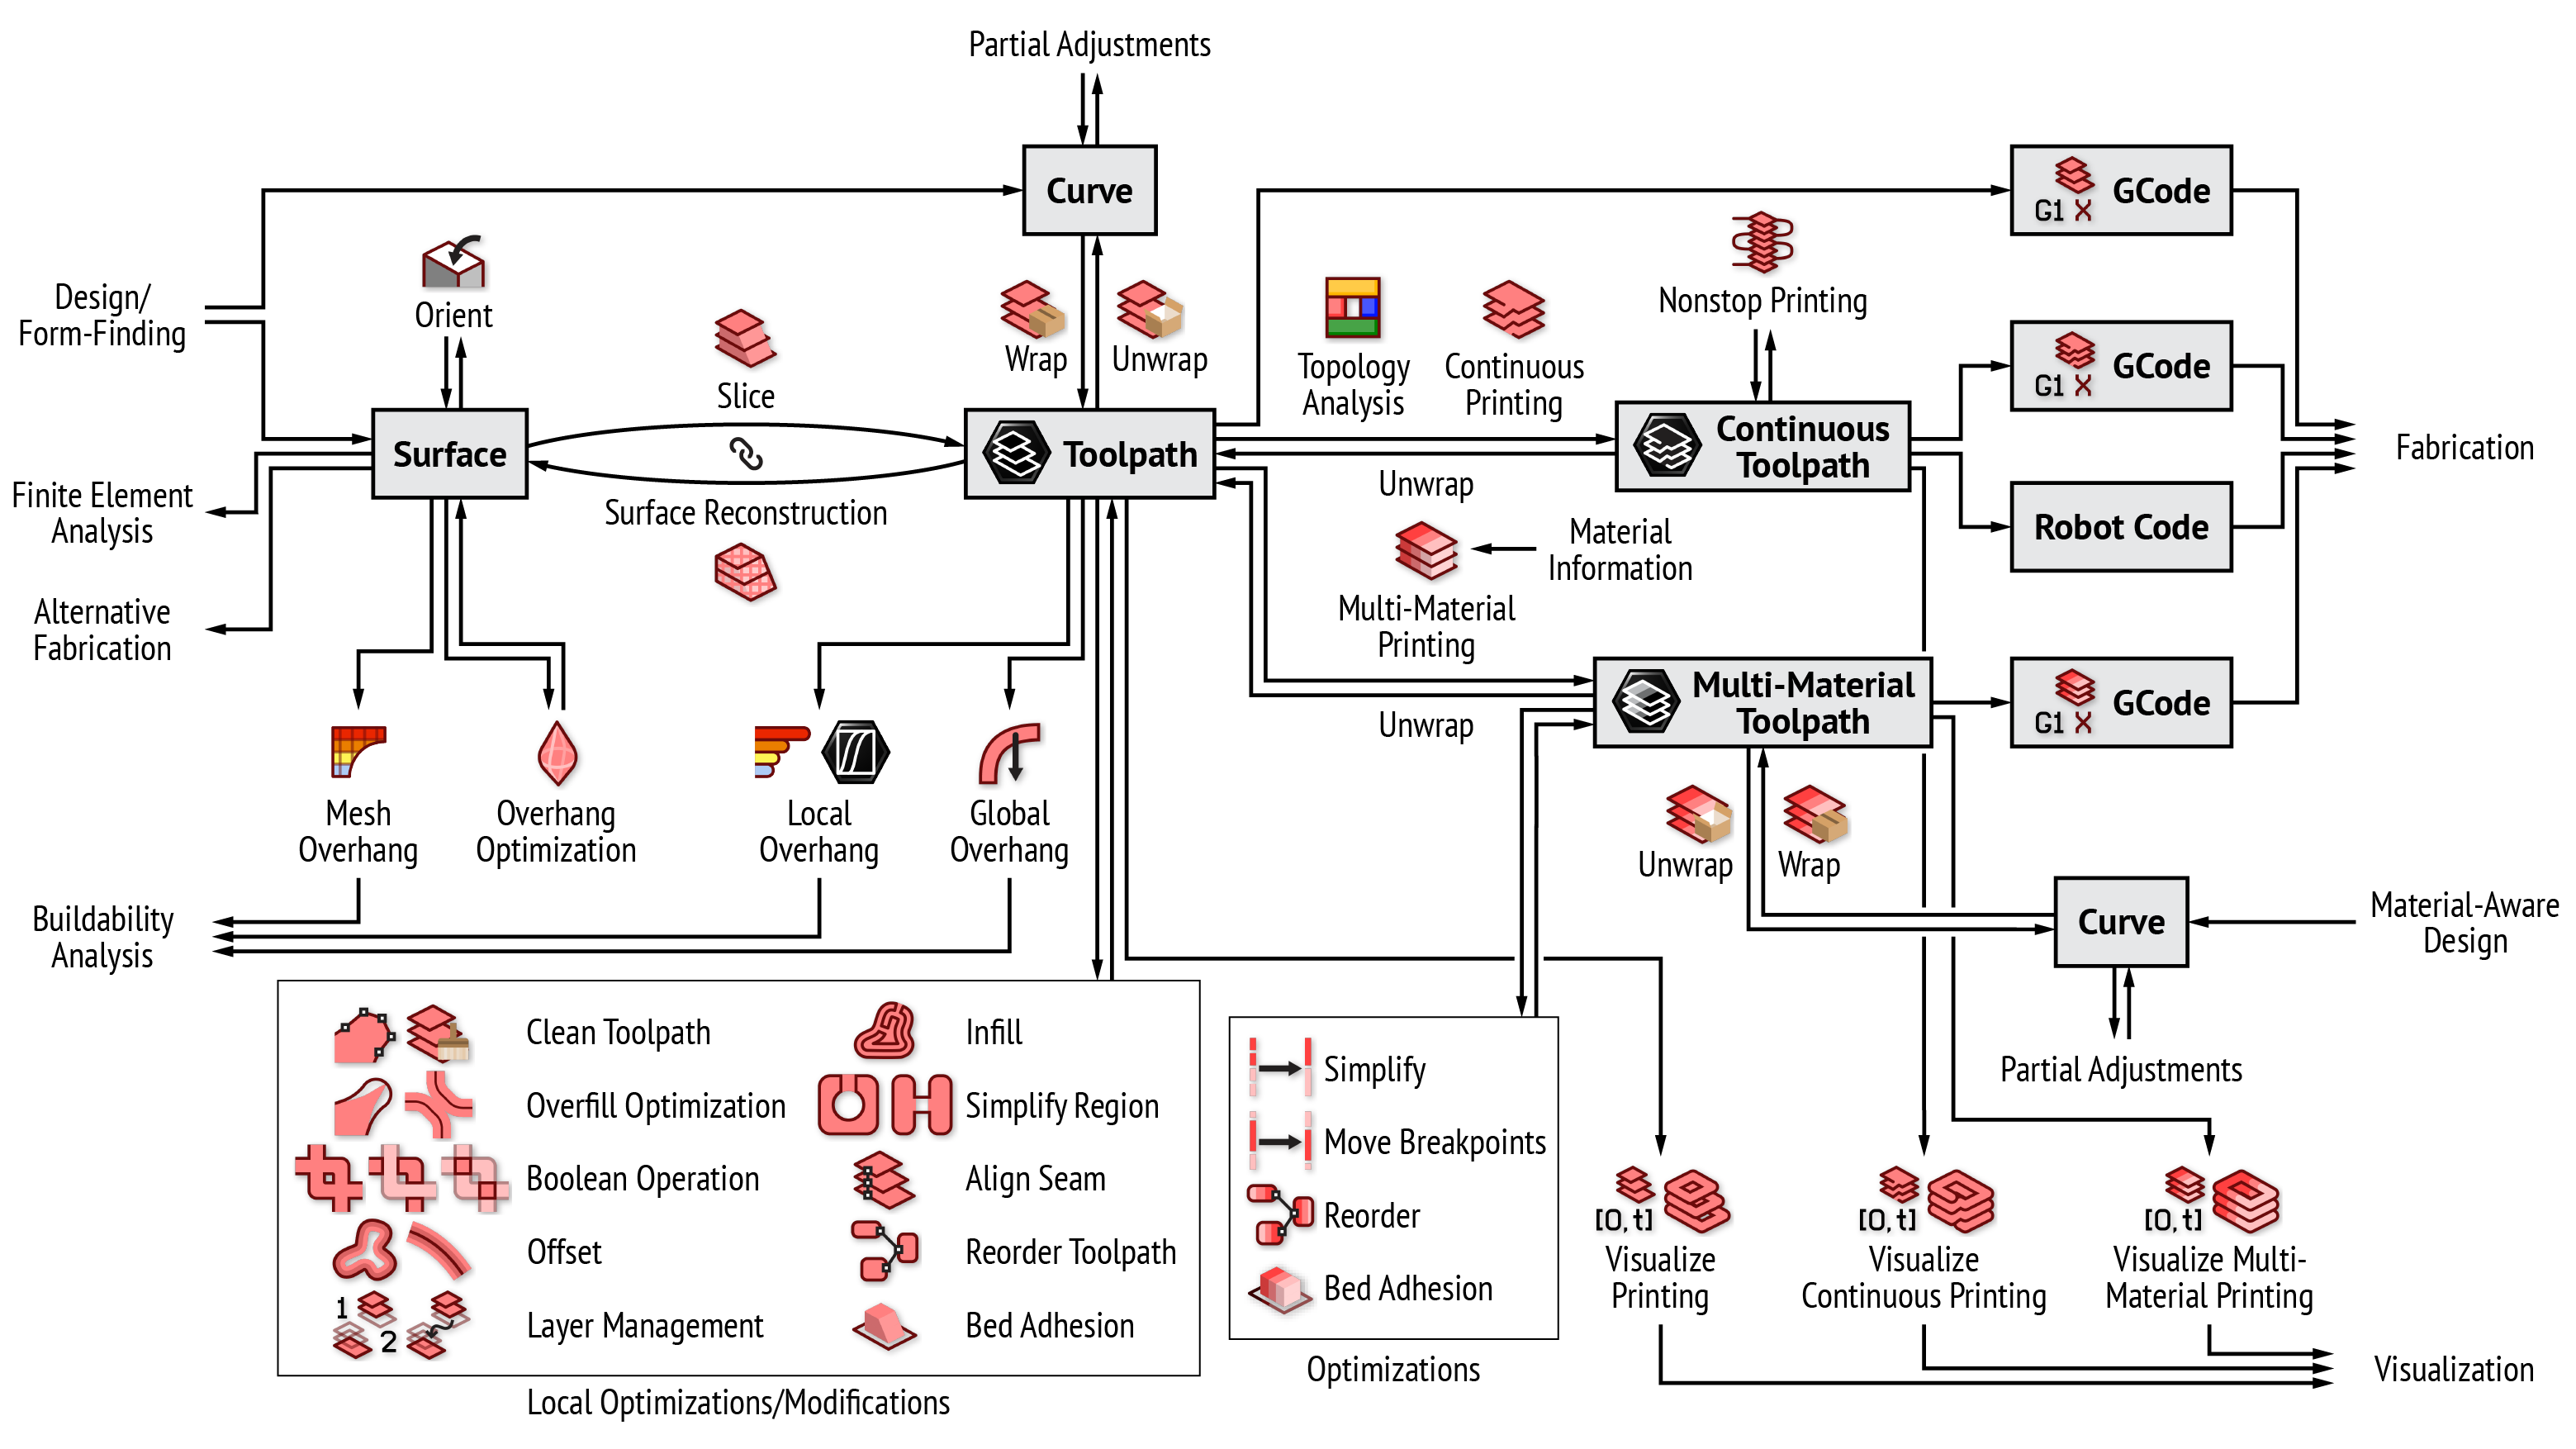 Partial Adjustments
Curve
GCode
G1 X
Design/
Form-Finding
Orient
Slice
Wrap
Unwrap
Topology
Analysis
Continuous
Printing
Nonstop Printing
GCode
G1 X
Surface
Toolpath
Continuous
Toolpath
Fabrication
Surface Reconstruction
Unwrap
Finite Element
Analysis
Robot Code
Material
Information
Multi-Material
Printing
Alternative
Fabrication
Multi-Material
Toolpath
GCode
G1 X
Unwrap
Mesh
Overhang
Overhang
Optimization
Local
Overhang
Global
Overhang
Unwrap
Wrap
Buildability
Analysis
Curve
Material-Aware
Design
Partial Adjustments
Clean Toolpath
Infill
Overfill Optimization
Simplify Region
Boolean Operation
Align Seam
Offset
Reorder Toolpath
1
2
Layer Management
Bed Adhesion
Local Optimizations/Modifications
Simplify
Move Breakpoints
Reorder
Bed Adhesion
Optimizations
[0,t]
Visualize
Printing
[0,t]
Visualize
Continuous Printing
[0,t]
Visualize Multi-
Material Printing
Visualization